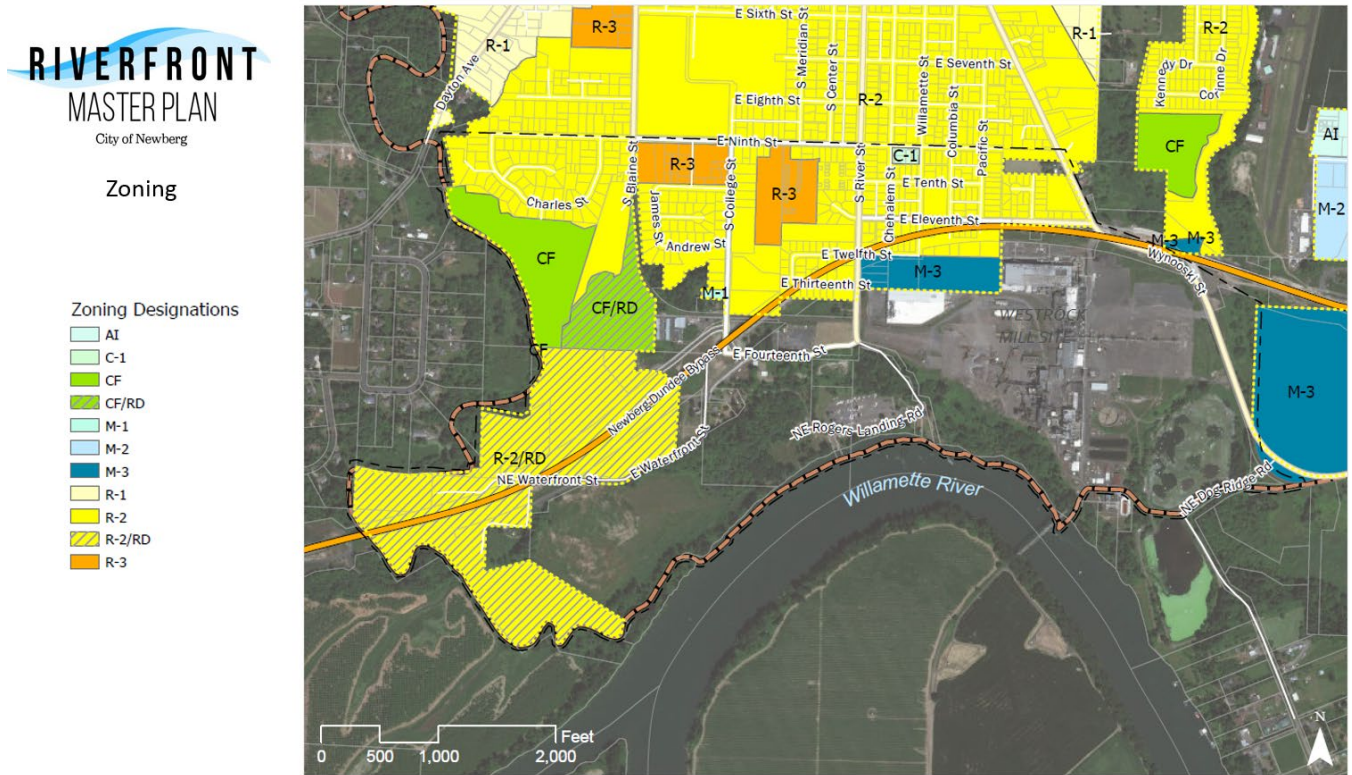 RIVERFRONT
MASTER PLAN
City of Newberg
Zoning
Zoning Designations
AI
C-1
CF
CF/RD
M-1
M-2
M-3
R-1
R-2
R-2/RD
R-3
E Sixth St
R-1
R-3
S Meridian St
R-1
R-2
Dayton Ave
S Center St
E Seventh St
Kennedy Dr
Corinne Dr
E Eighth St
R-2
Willamette St
Columbia St
Pacific St
AI
E Ninth St
C-1
CF
S Blaine St
R-3
S College St
R-3
S River St
E Tenth St
Chehalem St
M-2
Charles St
James St
E Eleventh St
Andrew St
M-3
M-3
CF
E Twelfth St
Wynooski St
M-3
E Thirteenth St
M-1
CF/RD
WESTROCK
MILL SITE
CF
E Fourteenth St
Newberg-Dundee Bypass
M-3
NE Rogers Landing Rd
E Waterfront St
R-2/RD
NE Waterfront St
Willamette River
NE Dog Ridge Rd
N
Feet
0 500 1,000 2,000